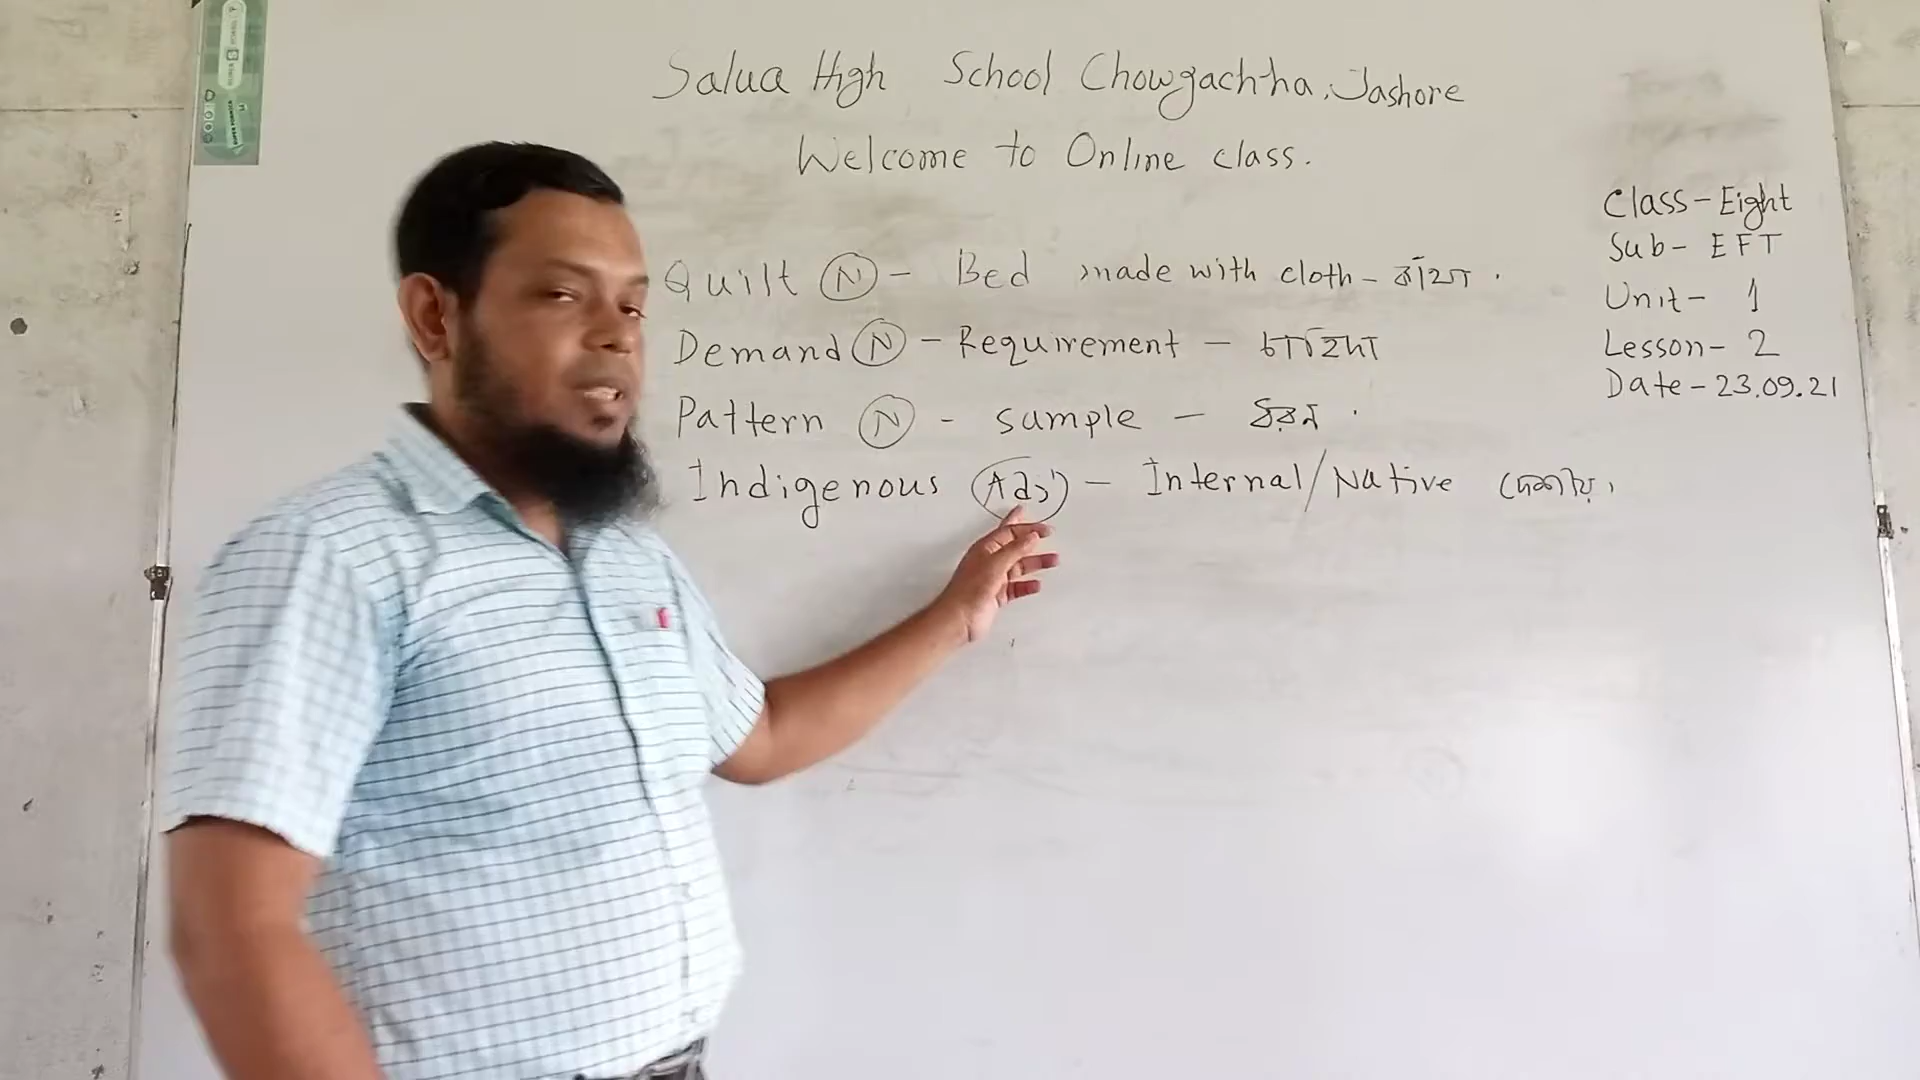 Salua High School Chowgachha, Jashore
Welcome to Online class.
Class-Eight
Sub- EFT
Unit- 1
Lesson- 2
Date-23.09.21
Quilt (N) - Bed made with cloth - কাঁথা .
Demand (N) - Requirement - চাহিদা
Pattern (N) - sample - ধরন .
Indigenous (Adj) - Internal/Native দেশীয়।